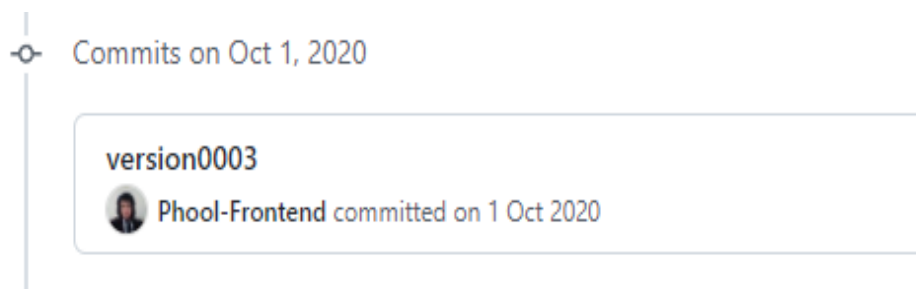 Commits on Oct 1, 2020
version0003
Phool-Frontend committed on 1 Oct 2020